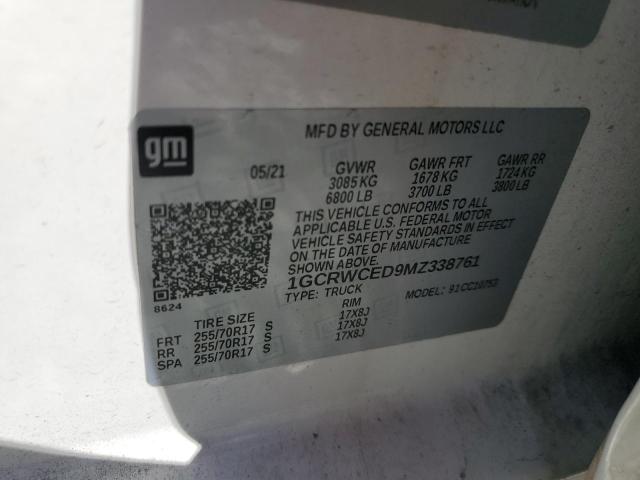 gm
MFD BY GENERAL MOTORS LLC
05/21 GVWR GAWR FRT GAWR RR
3085 KG 1678 KG 1724 KG
6800 LB 3700 LB 3800 LB
THIS VEHICLE CONFORMS TO ALL
APPLICABLE U.S. FEDERAL MOTOR
VEHICLE SAFETY STANDARDS IN EFFECT
ON THE DATE OF MANUFACTURE
SHOWN ABOVE.
1GCRWCED9MZ338761
TYPE: TRUCK MODEL:
8624
TIRE SIZE RIM
FRT 255/70R17 S 17X8J
RR 255/70R17 S 17X8J
SPA 255/70R17 S 17X8J